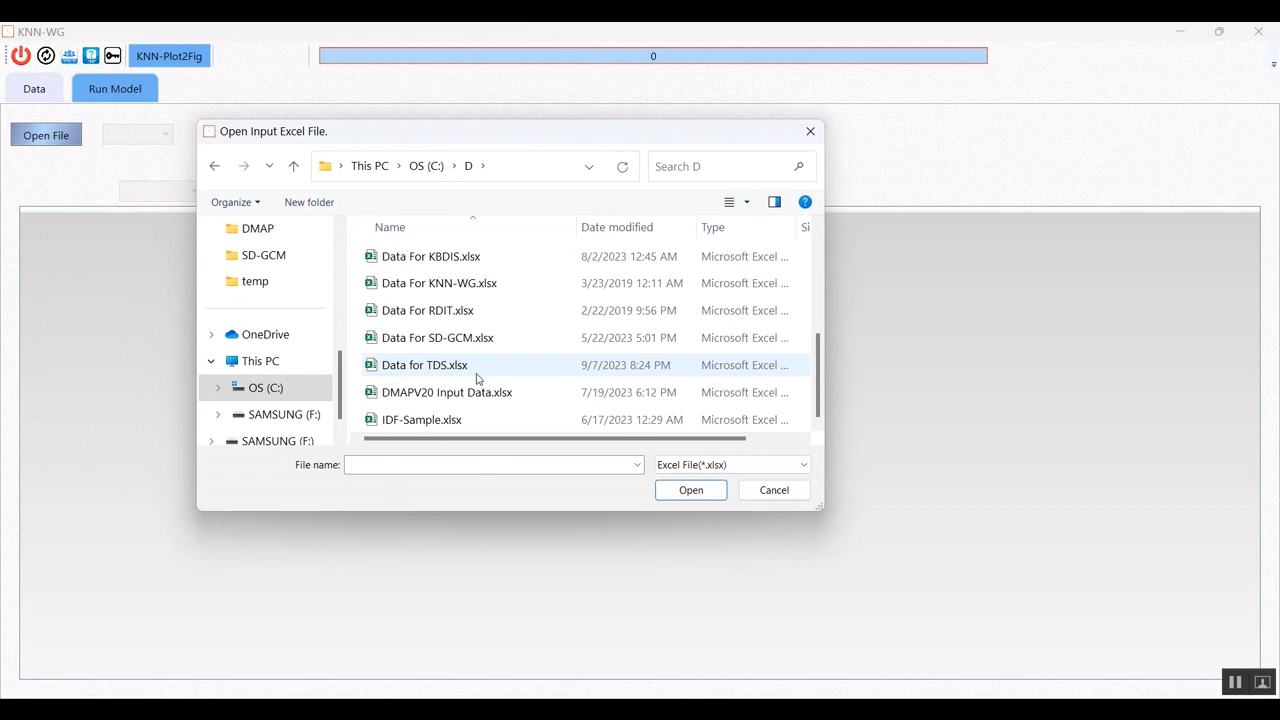 KNN-WG
KNN-Plot2Fig
0
Data
Run Model
Open File
Open Input Excel File.
This PC
OS (C:)
D
Search D
Organize
New folder
DMAP
SD-GCM
temp
OneDrive
This PC
OS (C:)
SAMSUNG (F:)
SAMSUNG (F:)
Name Date modified Type Si
Data For KBDIS.xlsx 8/2/2023 12:45 AM Microsoft Excel ...
Data For KNN-WG.xlsx 3/23/2019 12:11 AM Microsoft Excel ...
Data For RDIT.xlsx 2/22/2019 9:56 PM Microsoft Excel ...
Data For SD-GCM.xlsx 5/22/2023 5:01 PM Microsoft Excel ...
Data for TDS.xlsx 9/7/2023 8:24 PM Microsoft Excel ...
DMAPV20 Input Data.xlsx 7/19/2023 6:12 PM Microsoft Excel ...
IDF-Sample.xlsx 6/17/2023 12:29 AM Microsoft Excel ...
File name:
Excel File(*.xlsx)
Open
Cancel